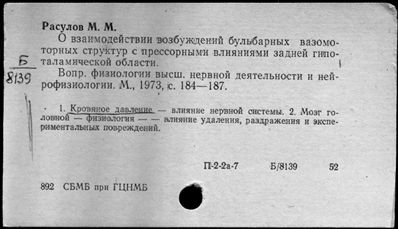 Расулов М. М.
О взаимодействии возбуждений бульбарных вазомо-
торных структур с прессорными влияниями задней гипо-
таламической области.
Б
8139
Вопр. физиологии высш. нервной деятельности и ней-
рофизиологии. М., 1973, с. 184—187.
1. Кровяное давление — влияние нервной системы. 2. Мозг го-
ловной — физиология — — влияние удаления, раздражения и экспе-
риментальных повреждений.
П-2-2а-7 Б/8139 52
892 СБМБ при ГЦНМБ